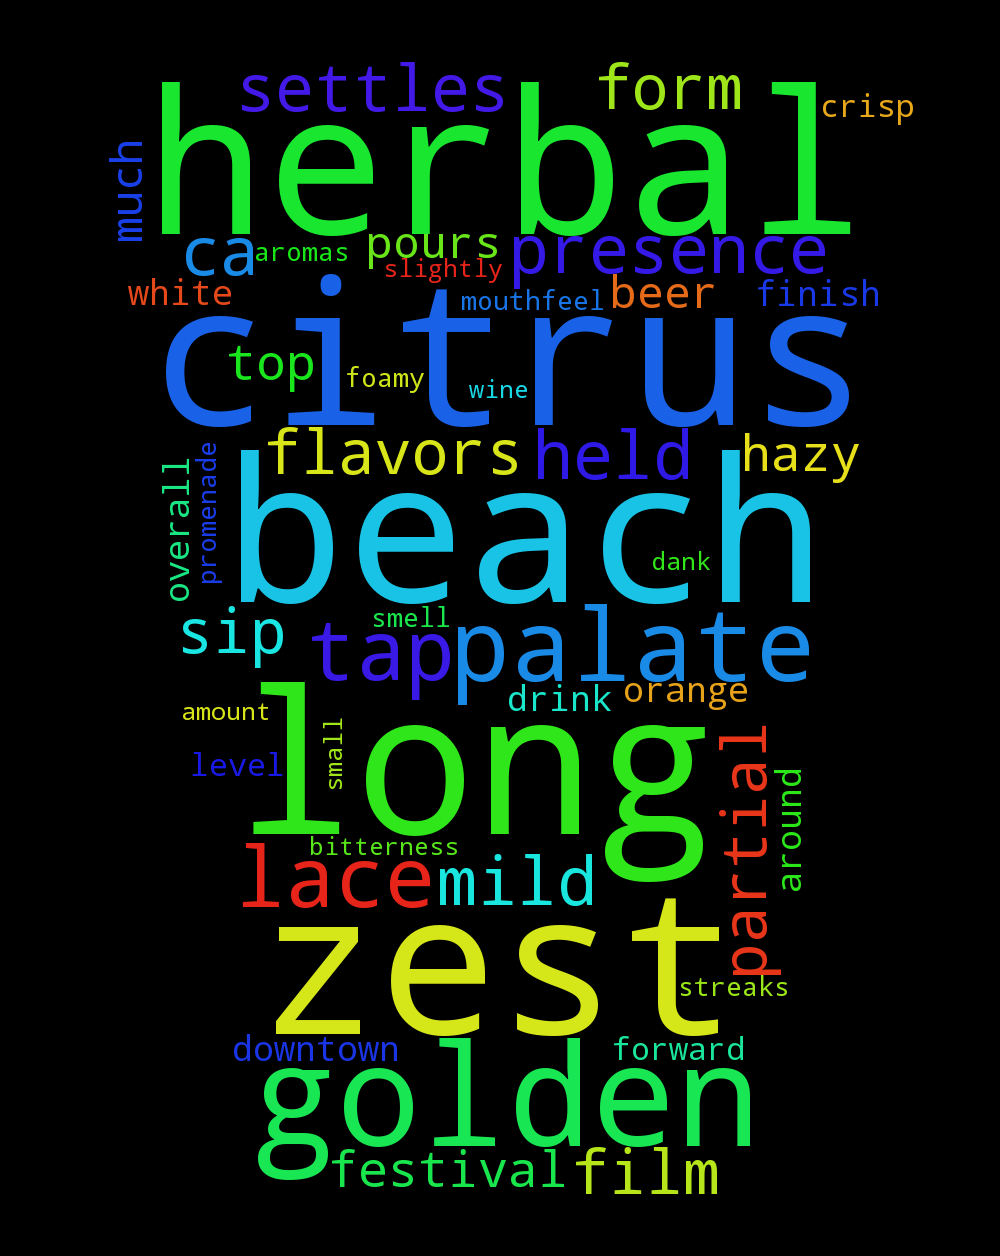 settles
form
crisp
herbal
much
ca
aromas
pours
presence
slightly
white
mouthfeel
beer
finish
citrus
top
foamy
wine
flavors
held
hazy
overall
promenade
beach
dank
sip
smell
tap
palate
amount
drink
orange
long
level
small
partial
around
bitterness
lace
mild
zest
streaks
downtown
forward
golden
festival
film